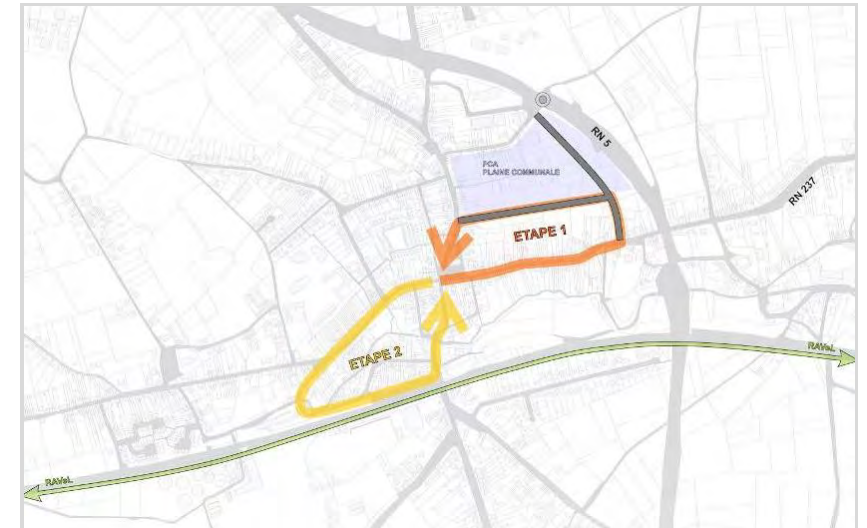 RN 5
PCA
PLAINE COMMUNALE
RN 237
ETAPE 1
ETAPE 2
RAVeL
RAVeL